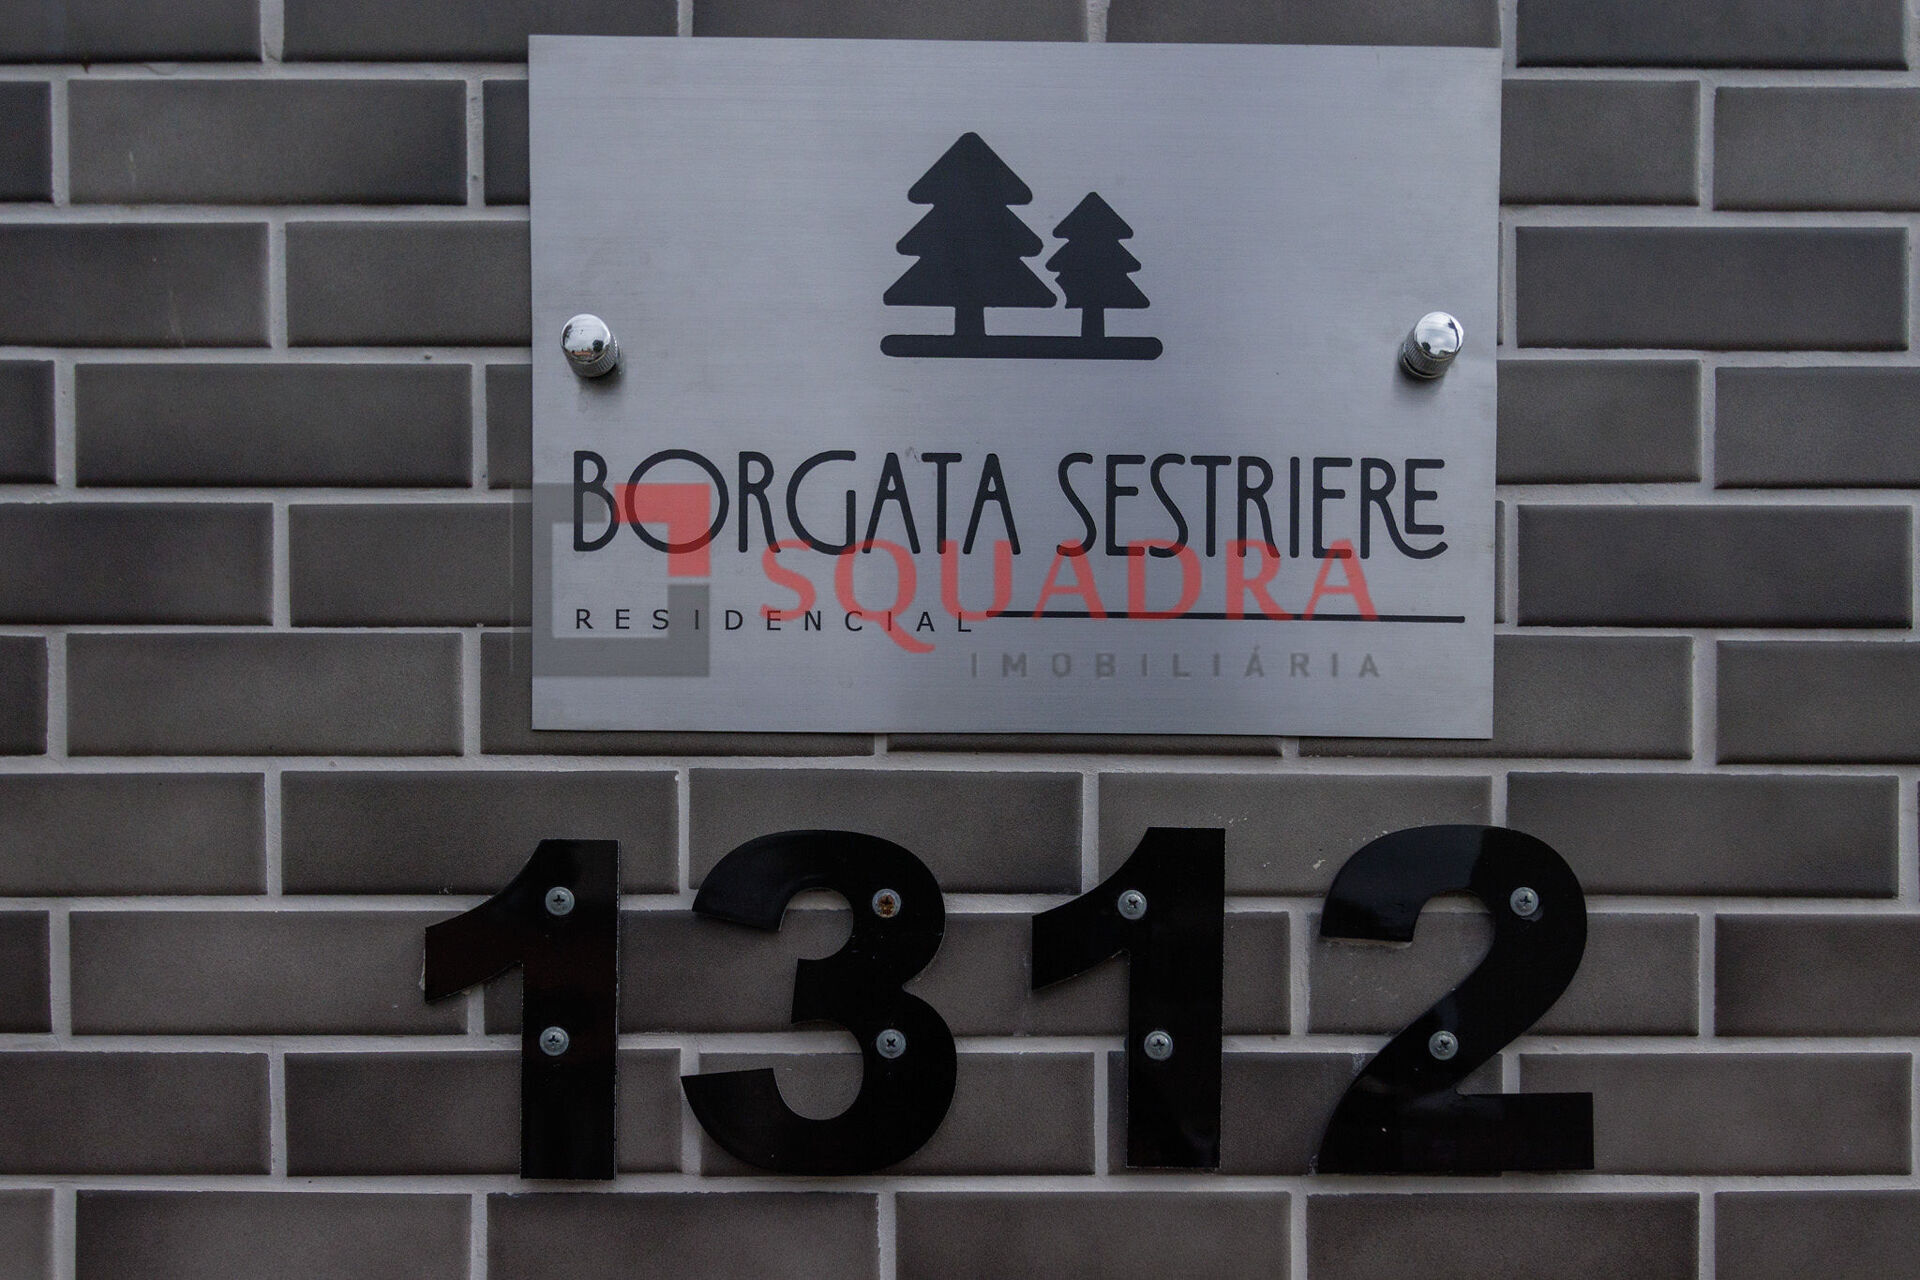 BORGATA SESTRIERE
SQUADRA
RESIDENCIAL
IMOBILIÁRIA
1312